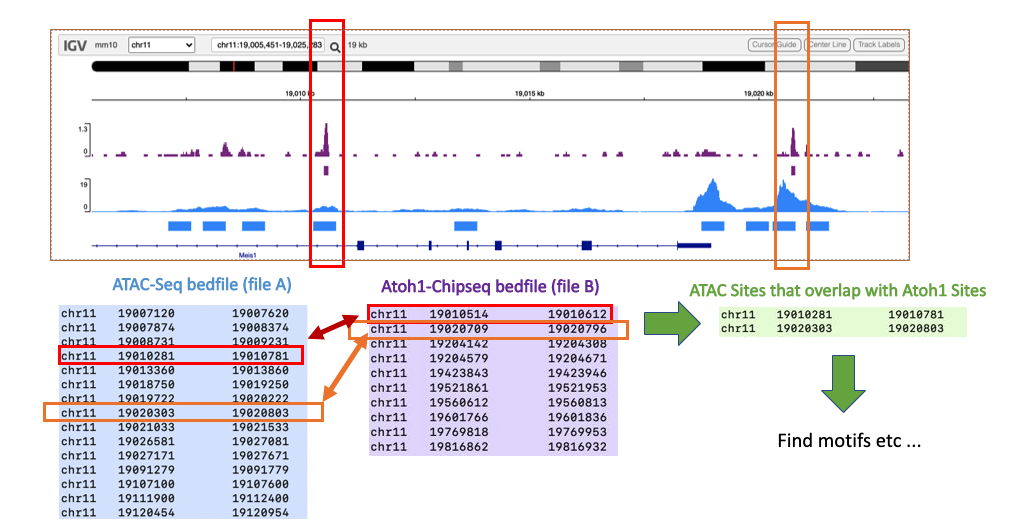 IGV mm10 chr11 chr11:19,005,451-19,025,283 19 kb Cursor Guide Center Line Track Labels
19,010 kb 19,015 kb 19,020 kb
1.3
0
19
0
Meis1
ATAC-Seq bedfile (file A)
chr11 19007120 19007620
chr11 19007874 19008374
chr11 19008731 19009231
chr11 19010281 19010781
chr11 19013360 19013860
chr11 19018750 19019250
chr11 19019722 19020222
chr11 19020303 19020803
chr11 19021033 19021533
chr11 19026581 19027081
chr11 19027171 19027671
chr11 19091279 19091779
chr11 19107100 19107600
chr11 19111900 19112400
chr11 19120454 19120954
Atoh1-Chipseq bedfile (file B)
chr11 19010514 19010612
chr11 19020709 19020796
chr11 19204142 19204308
chr11 19204579 19204671
chr11 19423843 19423946
chr11 19521861 19521953
chr11 19560612 19560813
chr11 19601766 19601836
chr11 19769818 19769953
chr11 19816862 19816932
ATAC Sites that overlap with Atoh1 Sites
chr11 19010281 19010781
chr11 19020303 19020803
Find motifs etc ...